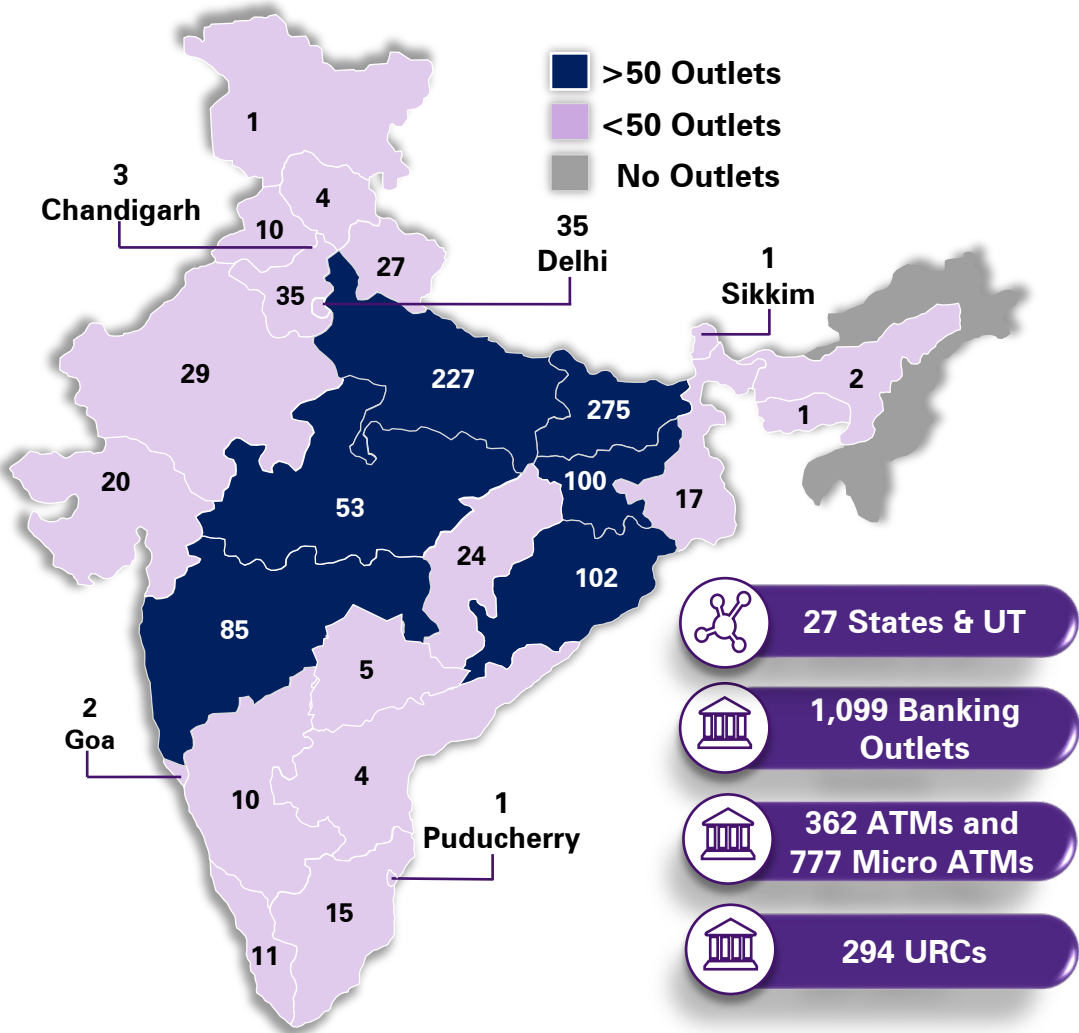 >50 Outlets
<50 Outlets
No Outlets
1
3
Chandigarh
4
10
35
Delhi
27
35
1
Sikkim
29
227
275
2
1
20
53
100
17
24
102
85
5
2
Goa
10
4
1
Puducherry
15
11
27 States & UT
1,099 Banking
Outlets
362 ATMs and
777 Micro ATMs
294 URCs